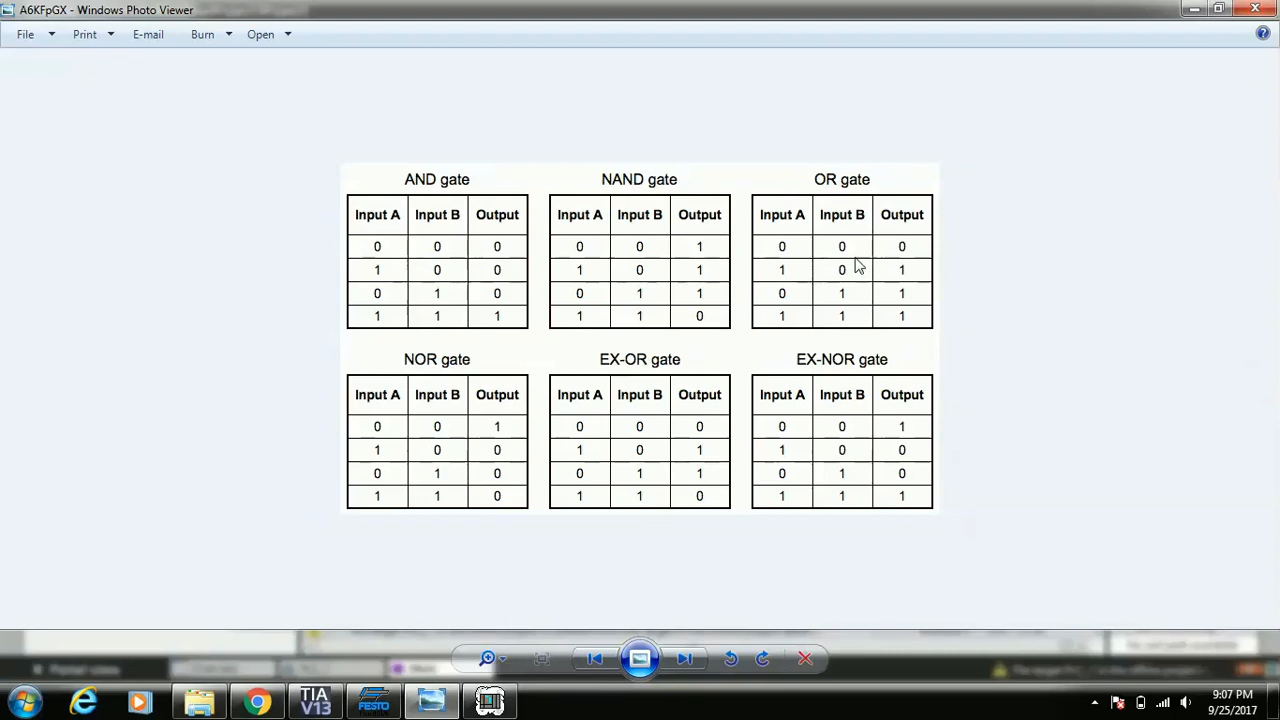 A6KFpGX - Windows Photo Viewer
File Print E-mail Burn Open
AND gate NAND gate OR gate
Input A Input B Output Input A Input B Output Input A Input B Output
0 0 0 0 0 1 0 0 0
1 0 0 1 0 1 1 0 1
0 1 0 0 1 1 0 1 1
1 1 1 1 1 0 1 1 1
NOR gate EX-OR gate EX-NOR gate
Input A Input B Output Input A Input B Output Input A Input B Output
0 0 1 0 0 0 0 0 1
1 0 0 1 0 1 1 0 0
0 1 0 0 1 1 0 1 0
1 1 0 1 1 0 1 1 1
TIA
V13
FESTO
9:07 PM
9/25/2017